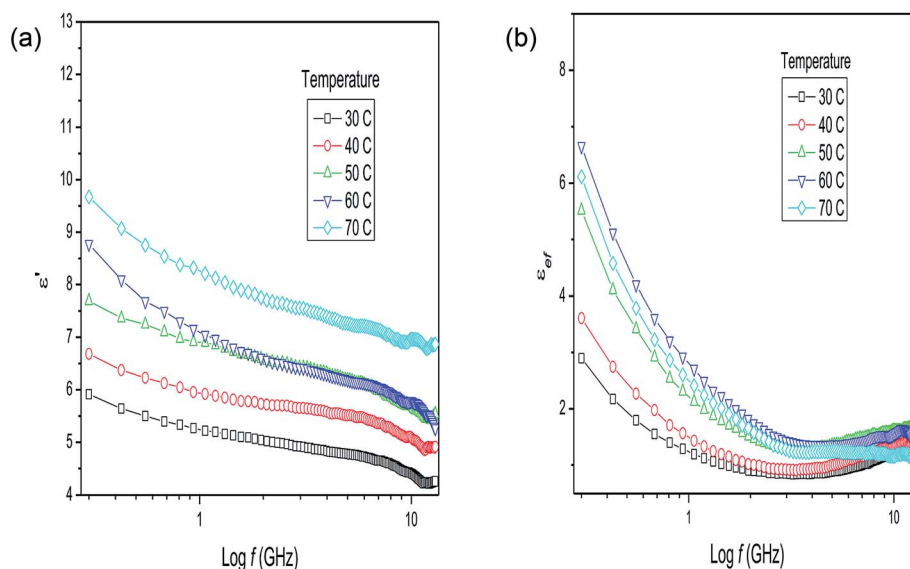 (a)
13
12
11
10
9
8
7
6
5
4
ε'
Temperature
30 C
40 C
50 C
60 C
70 C
1
10
Log f (GHz)
(b)
8
6
4
2
ε_ef
Temperature
30 C
40 C
50 C
60 C
70 C
1
10
Log f (GHz)